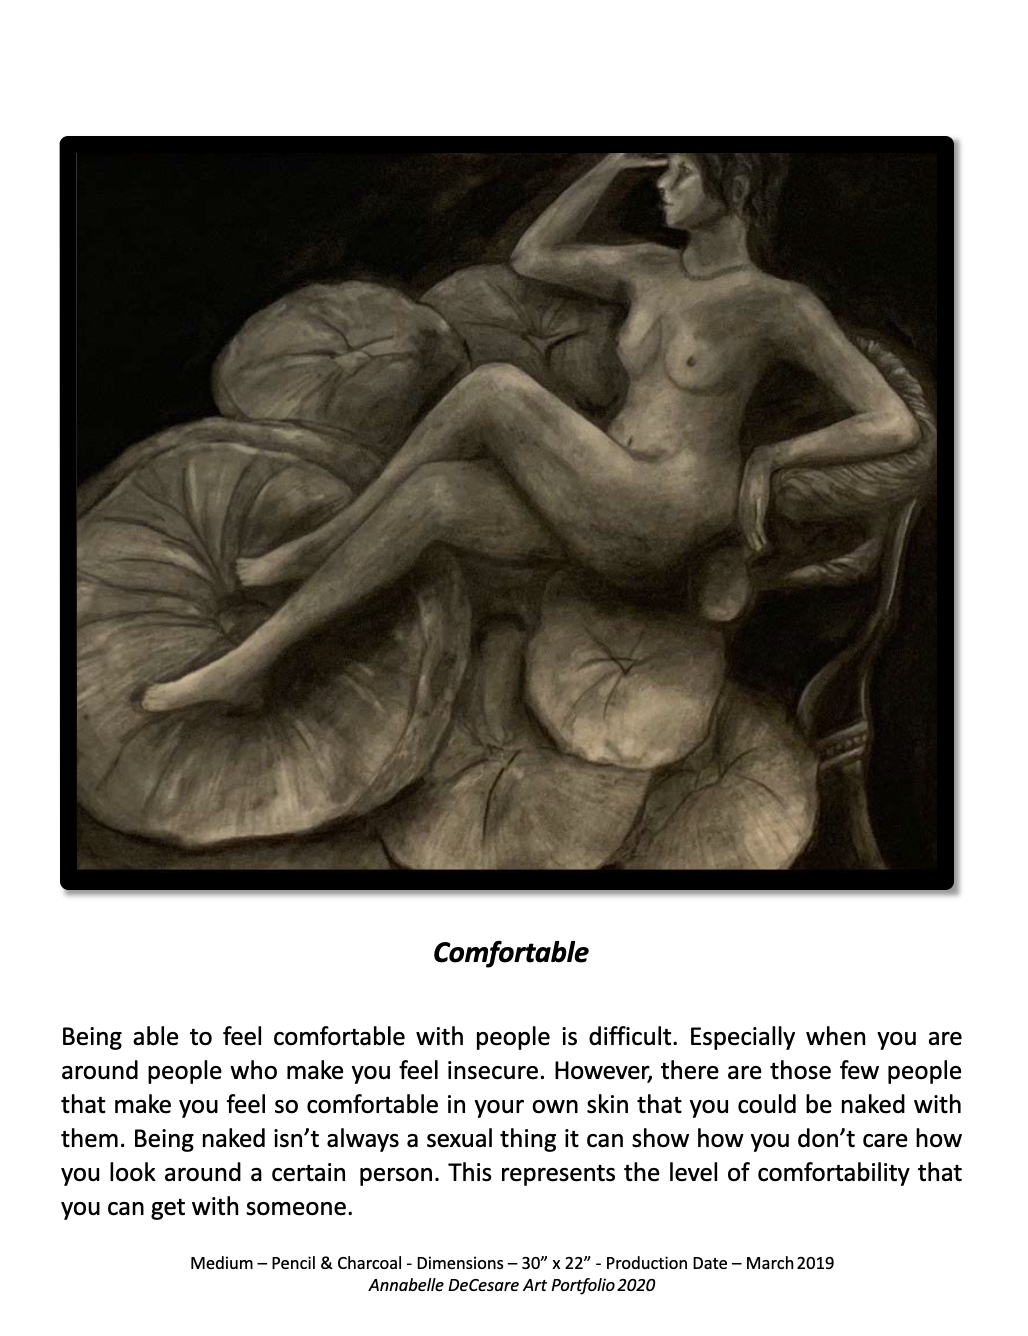 Comfortable
Being able to feel comfortable with people is difficult. Especially when you are
around people who make you feel insecure. However, there are those few people
that make you feel so comfortable in your own skin that you could be naked with
them. Being naked isn’t always a sexual thing it can show how you don’t care how
you look around a certain person. This represents the level of comfortability that
you can get with someone.
Medium – Pencil & Charcoal - Dimensions – 30” x 22” - Production Date – March 2019
Annabelle DeCesare Art Portfolio 2020